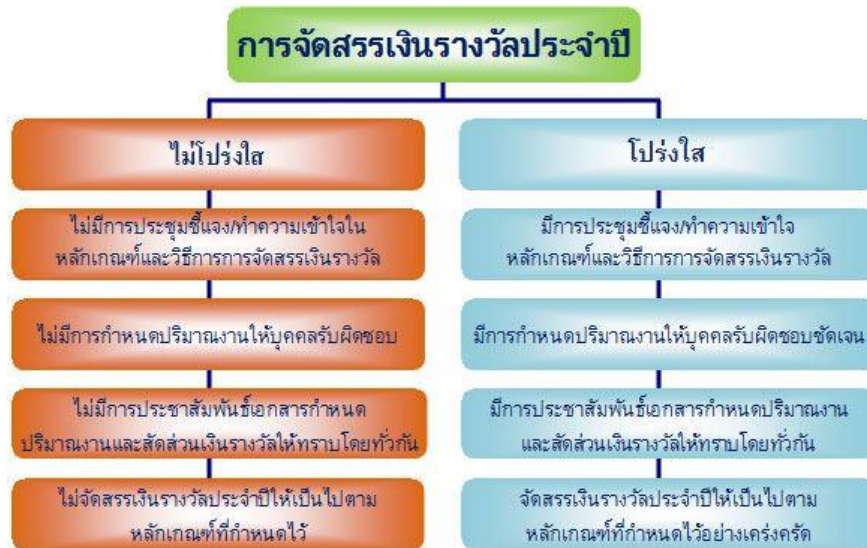 การจัดสรรเงินรางวัลประจำปี
ไม่โปร่งใส
ไม่มีการประชุมชี้แจง/ทำความเข้าใจใน
หลักเกณฑ์และวิธีการการจัดสรรเงินรางวัล
ไม่มีการกำหนดปริมาณงานให้บุคคลรับผิดชอบ
ไม่มีการประชาสัมพันธ์เอกสารกำหนด
ปริมาณงานและสัดส่วนเงินรางวัลให้ทราบโดยทั่วกัน
ไม่จัดสรรเงินรางวัลประจำปีให้เป็นไปตาม
หลักเกณฑ์ที่กำหนดไว้
โปร่งใส
มีการประชุมชี้แจง/ทำความเข้าใจ
หลักเกณฑ์และวิธีการการจัดสรรเงินรางวัล
มีการกำหนดปริมาณงานให้บุคคลรับผิดชอบชัดเจน
มีการประชาสัมพันธ์เอกสารกำหนดปริมาณงาน
และสัดส่วนเงินรางวัลให้ทราบโดยทั่วกัน
จัดสรรเงินรางวัลประจำปีให้เป็นไปตาม
หลักเกณฑ์ที่กำหนดไว้อย่างเคร่งครัด